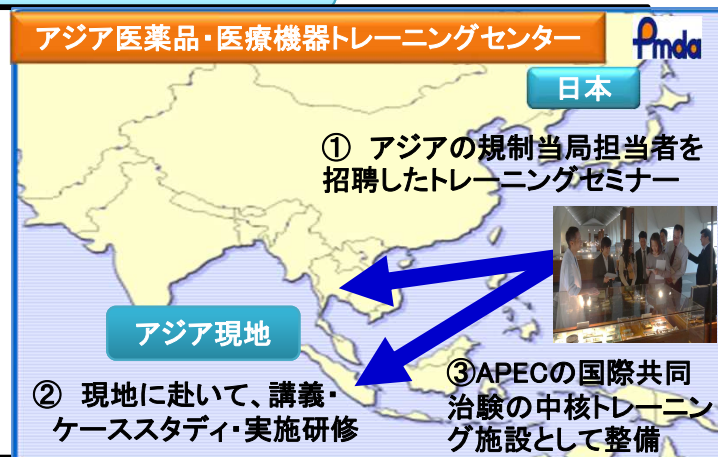 アジア医薬品・医療機器トレーニングセンター
Pmda
日本
① アジアの規制当局担当者を
招聘したトレーニングセミナー
アジア現地
② 現地に赴いて、講義・
ケーススタディ・実施研修
③APECの国際共同
治験の中核トレーニン
グ施設として整備